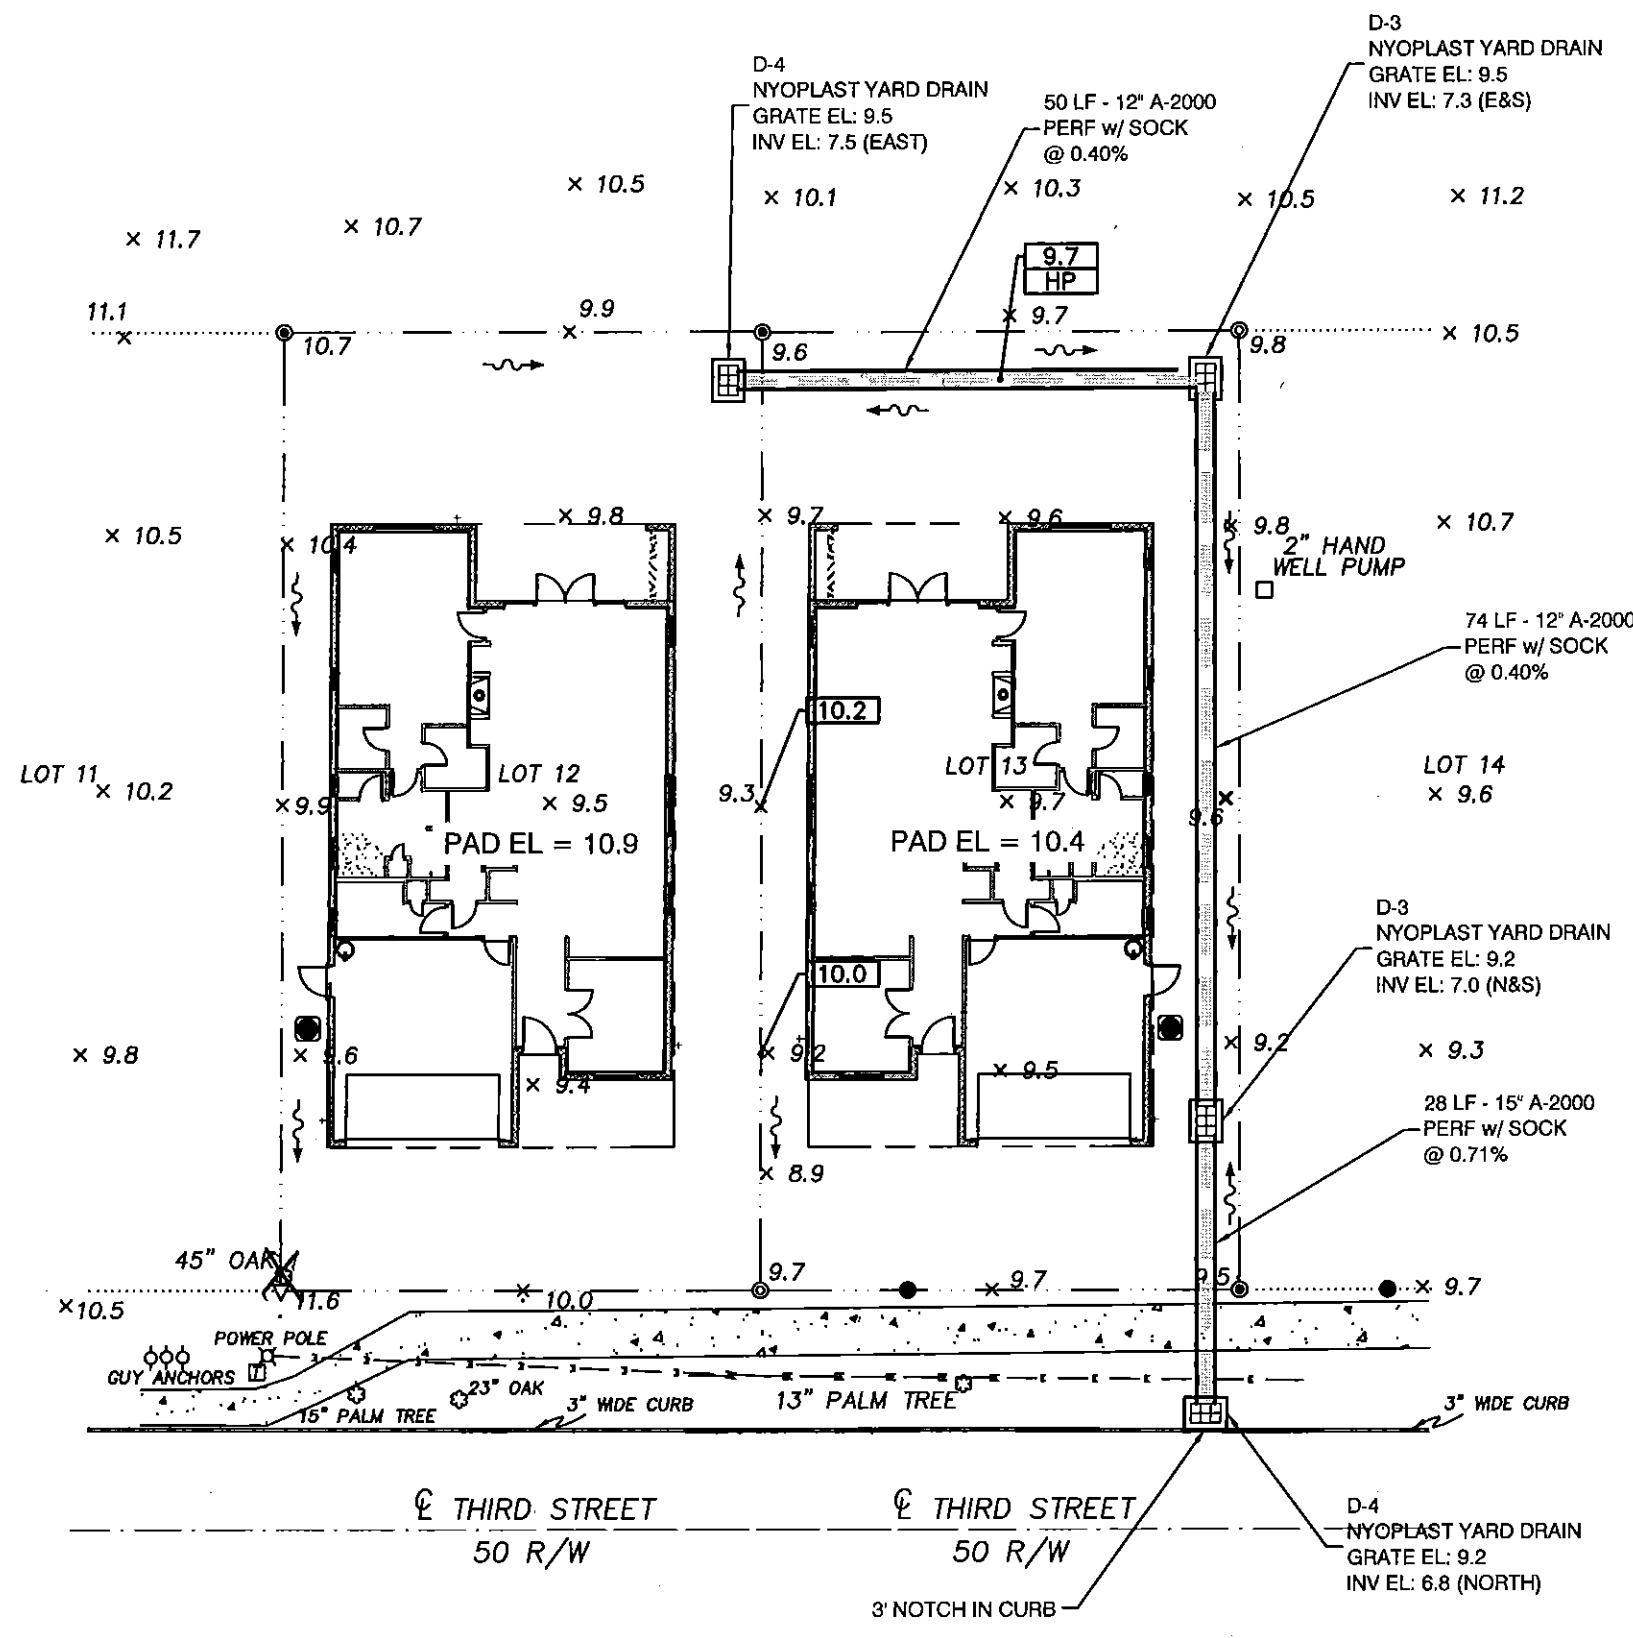 D-3
NYOPLAST YARD DRAIN
GRATE EL: 9.5
INV EL: 7.3 (E&S)
D-4
NYOPLAST YARD DRAIN
GRATE EL: 9.5
INV EL: 7.5 (EAST)
50 LF - 12" A-2000
PERF w/ SOCK
@ 0.40%
10.5
10.1
10.3
10.5
11.2
11.7
10.7
9.7
HP
11.1
9.9
9.7
10.7
9.6
9.8
10.5
9.8
9.7
9.6
9.8
10.7
10.5
10.4
2" HAND
WELL PUMP
74 LF - 12" A-2000
PERF w/ SOCK
@ 0.40%
10.2
LOT 11
10.2
LOT 12
9.9
9.5
9.3
LOT 13
9.7
9.6
LOT 14
9.6
PAD EL = 10.9
PAD EL = 10.4
D-3
NYOPLAST YARD DRAIN
GRATE EL: 9.2
INV EL: 7.0 (N&S)
10.0
9.8
9.6
9.4
9.2
9.5
9.2
9.3
28 LF - 15" A-2000
PERF w/ SOCK
@ 0.71%
8.9
45" OAK
9.7
9.7
9.5
9.7
10.5
11.6
10.0
POWER POLE
T
GUY ANCHORS
15" PALM TREE
23" OAK
3" WIDE CURB
13" PALM TREE
3" WIDE CURB
℄ THIRD STREET
50 R/W
℄ THIRD STREET
50 R/W
D-4
NYOPLAST YARD DRAIN
GRATE EL: 9.2
INV EL: 6.8 (NORTH)
3' NOTCH IN CURB